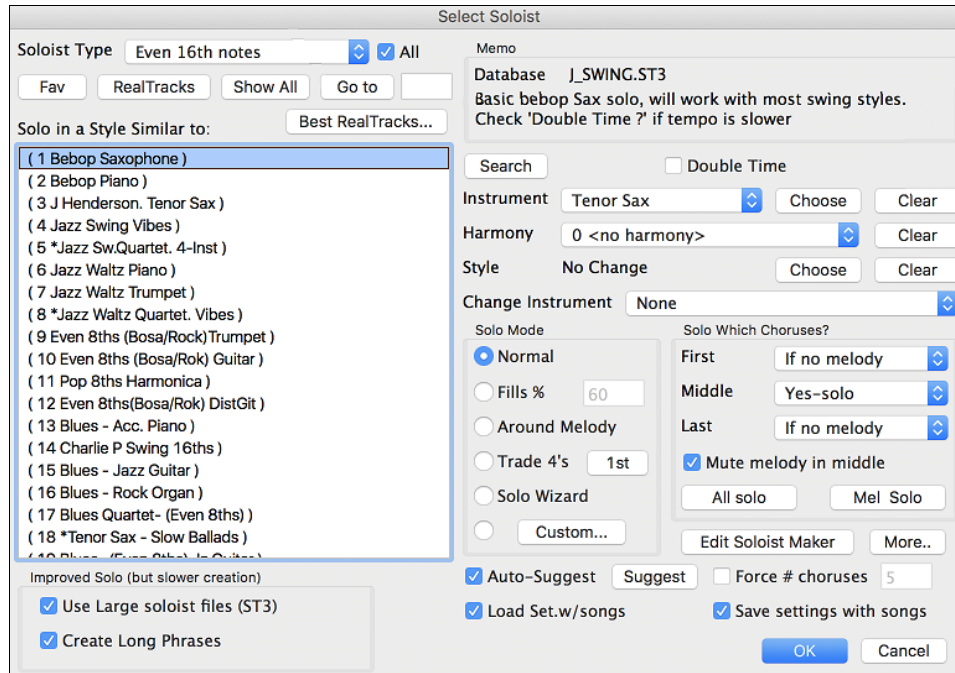 Select Soloist
Soloist Type
Even 16th notes
All
Fav
RealTracks
Show All
Go to
Solo in a Style Similar to:
Best RealTracks...
( 1 Bebop Saxophone )
( 2 Bebop Piano )
( 3 J Henderson. Tenor Sax )
( 4 Jazz Swing Vibes )
( 5 *Jazz Sw.Quartet. 4-Inst )
( 6 Jazz Waltz Piano )
( 7 Jazz Waltz Trumpet )
( 8 *Jazz Waltz Quartet. Vibes )
( 9 Even 8ths (Bosa/Rock)Trumpet )
( 10 Even 8ths (Bosa/Rok) Guitar )
( 11 Pop 8ths Harmonica )
( 12 Even 8ths(Bosa/Rok) DistGit )
( 13 Blues - Acc. Piano )
( 14 Charlie P Swing 16ths )
( 15 Blues - Jazz Guitar )
( 16 Blues - Rock Organ )
( 17 Blues Quartet- (Even 8ths) )
( 18 *Tenor Sax - Slow Ballads )
Improved Solo (but slower creation)
Use Large soloist files (ST3)
Create Long Phrases
Memo
Database J_SWING.ST3
Basic bebop Sax solo, will work with most swing styles.
Check 'Double Time ?' if tempo is slower
Search
Double Time
Instrument
Tenor Sax
Choose
Clear
Harmony
0 <no harmony>
Clear
Style
No Change
Choose
Clear
Change Instrument
None
Solo Mode
Normal
Fills %
60
Around Melody
Trade 4's
1st
Solo Wizard
Custom...
Solo Which Choruses?
First
If no melody
Middle
Yes-solo
Last
If no melody
Mute melody in middle
All solo
Mel Solo
Edit Soloist Maker
More..
Auto-Suggest
Suggest
Force # choruses
5
Load Set.w/songs
Save settings with songs
OK
Cancel